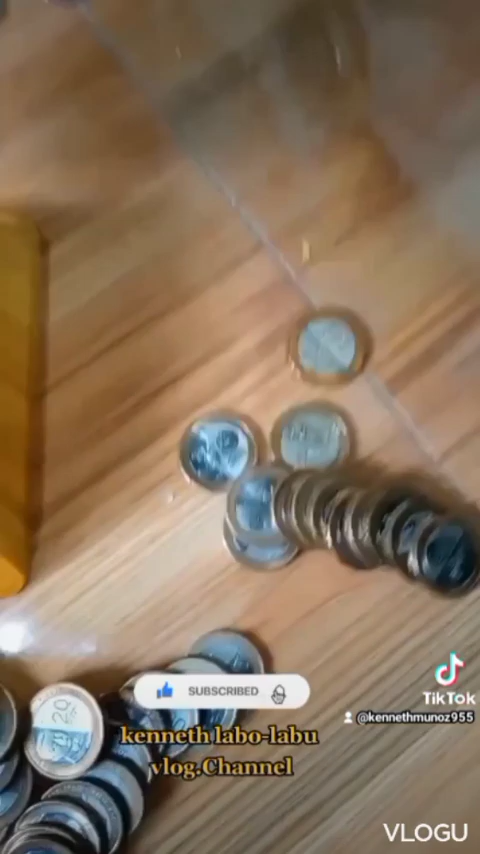 20
SUBSCRIBED
TikTok
@kennethmunoz955
kenneth labo-labu
vlog.Channel
VLOGU